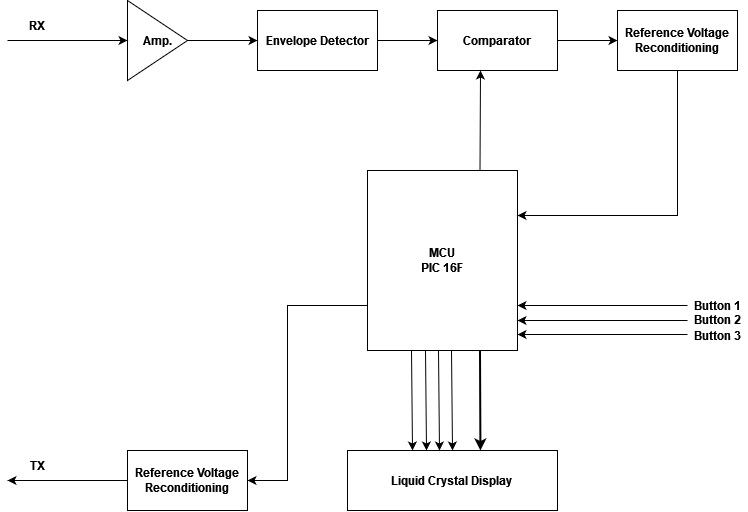 RX
Amp.
Envelope Detector
Comparator
Reference Voltage
Reconditioning
MCU
PIC 16F
Button 1
Button 2
Button 3
TX
Reference Voltage
Reconditioning
Liquid Crystal Display